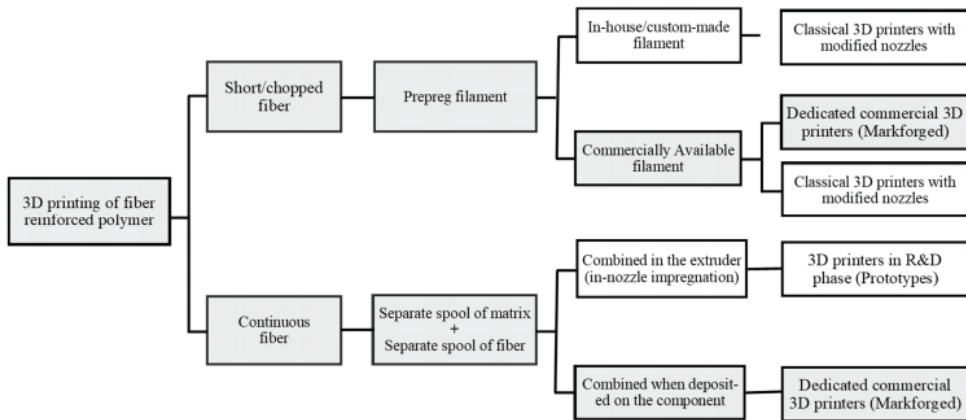 In-house/custom-made
filament
Classical 3D printers with
modified nozzles
Short/chopped
fiber
Prepreg filament
Dedicated commercial 3D
printers (Markforged)
Commercially Available
filament
Classical 3D printers with
modified nozzles
3D printing of fiber
reinforced polymer
Combined in the extruder
(in-nozzle impregnation)
3D printers in R&D
phase (Prototypes)
Continuous
fiber
Separate spool of matrix
+
Separate spool of fiber
Combined when deposit-
ed on the component
Dedicated commercial
3D printers (Markforged)